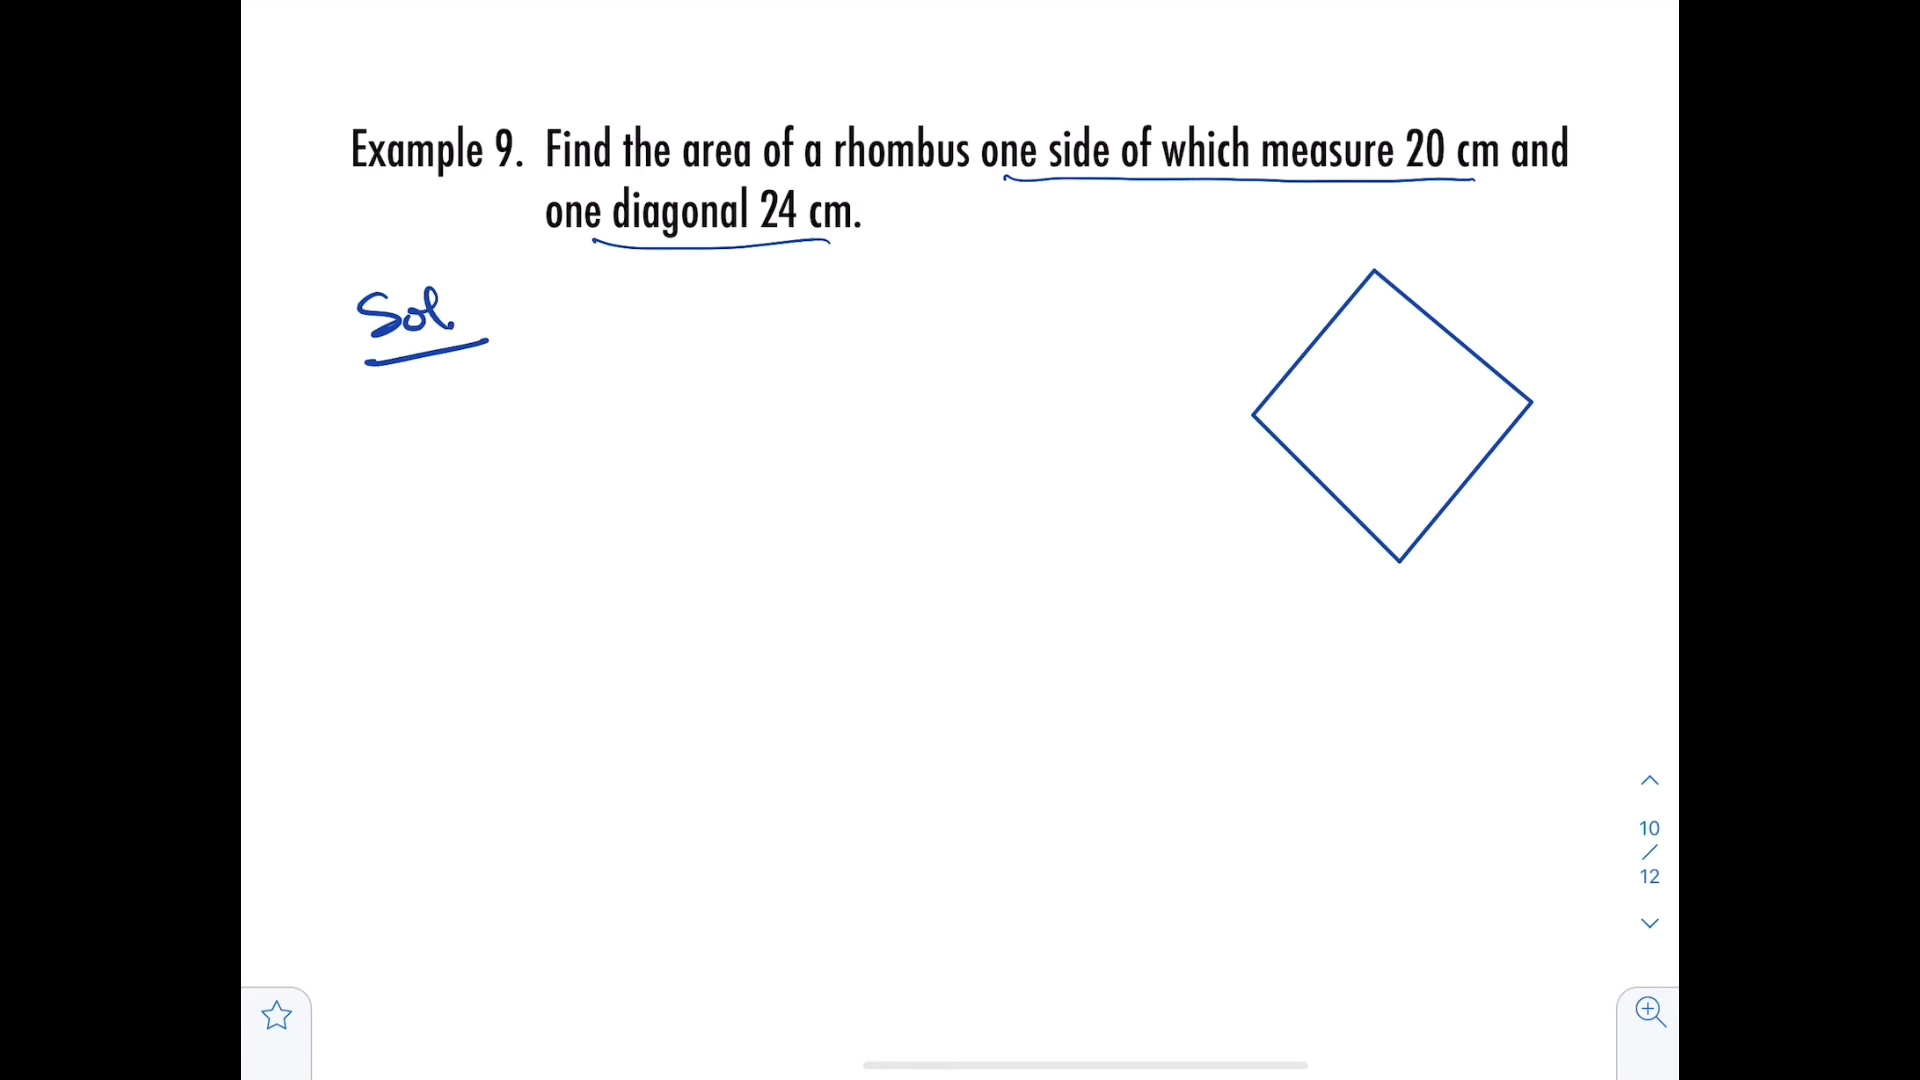 Example 9. Find the area of a rhombus one side of which measure 20 cm and
one diagonal 24 cm.
Sol.
10
/
12